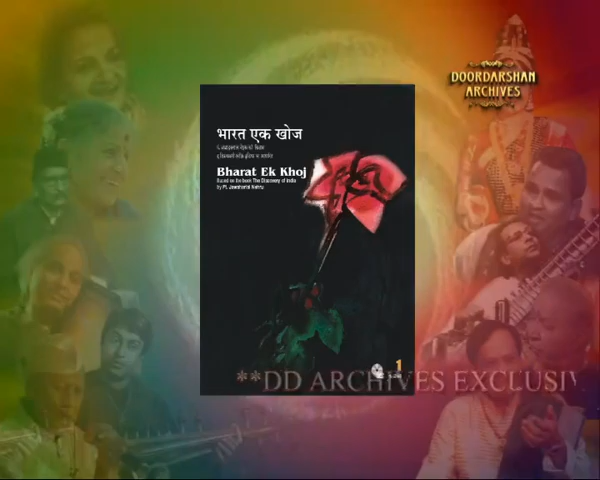 DOORDARSHAN
ARCHIVES
भारत एक खोज
Bharat Ek Khoj
Based on the book The Discovery of India
by Pt. Jawaharlal Nehru
1
**DD ARCHIVES EXCLUSIV